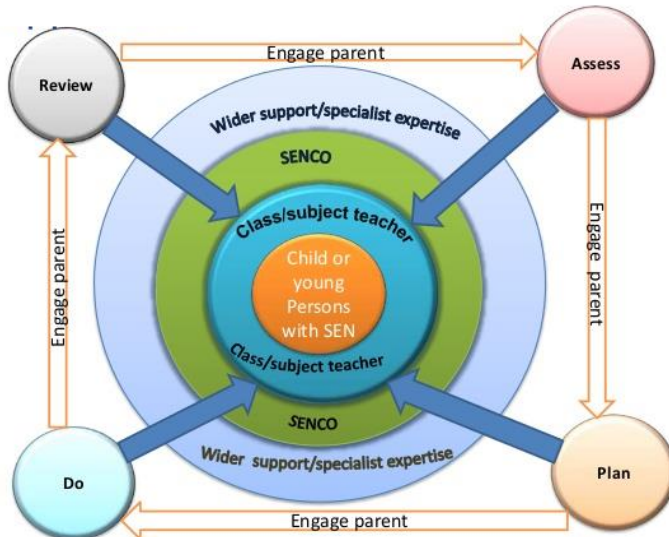 Engage parent
Review
Assess
Wider support/specialist expertise
SENCO
Class/subject teacher
Child or
young
Persons
with SEN
Engage parent
Engage parent
Class/subject teacher
SENCO
Wider support/specialist expertise
Do
Plan
Engage parent